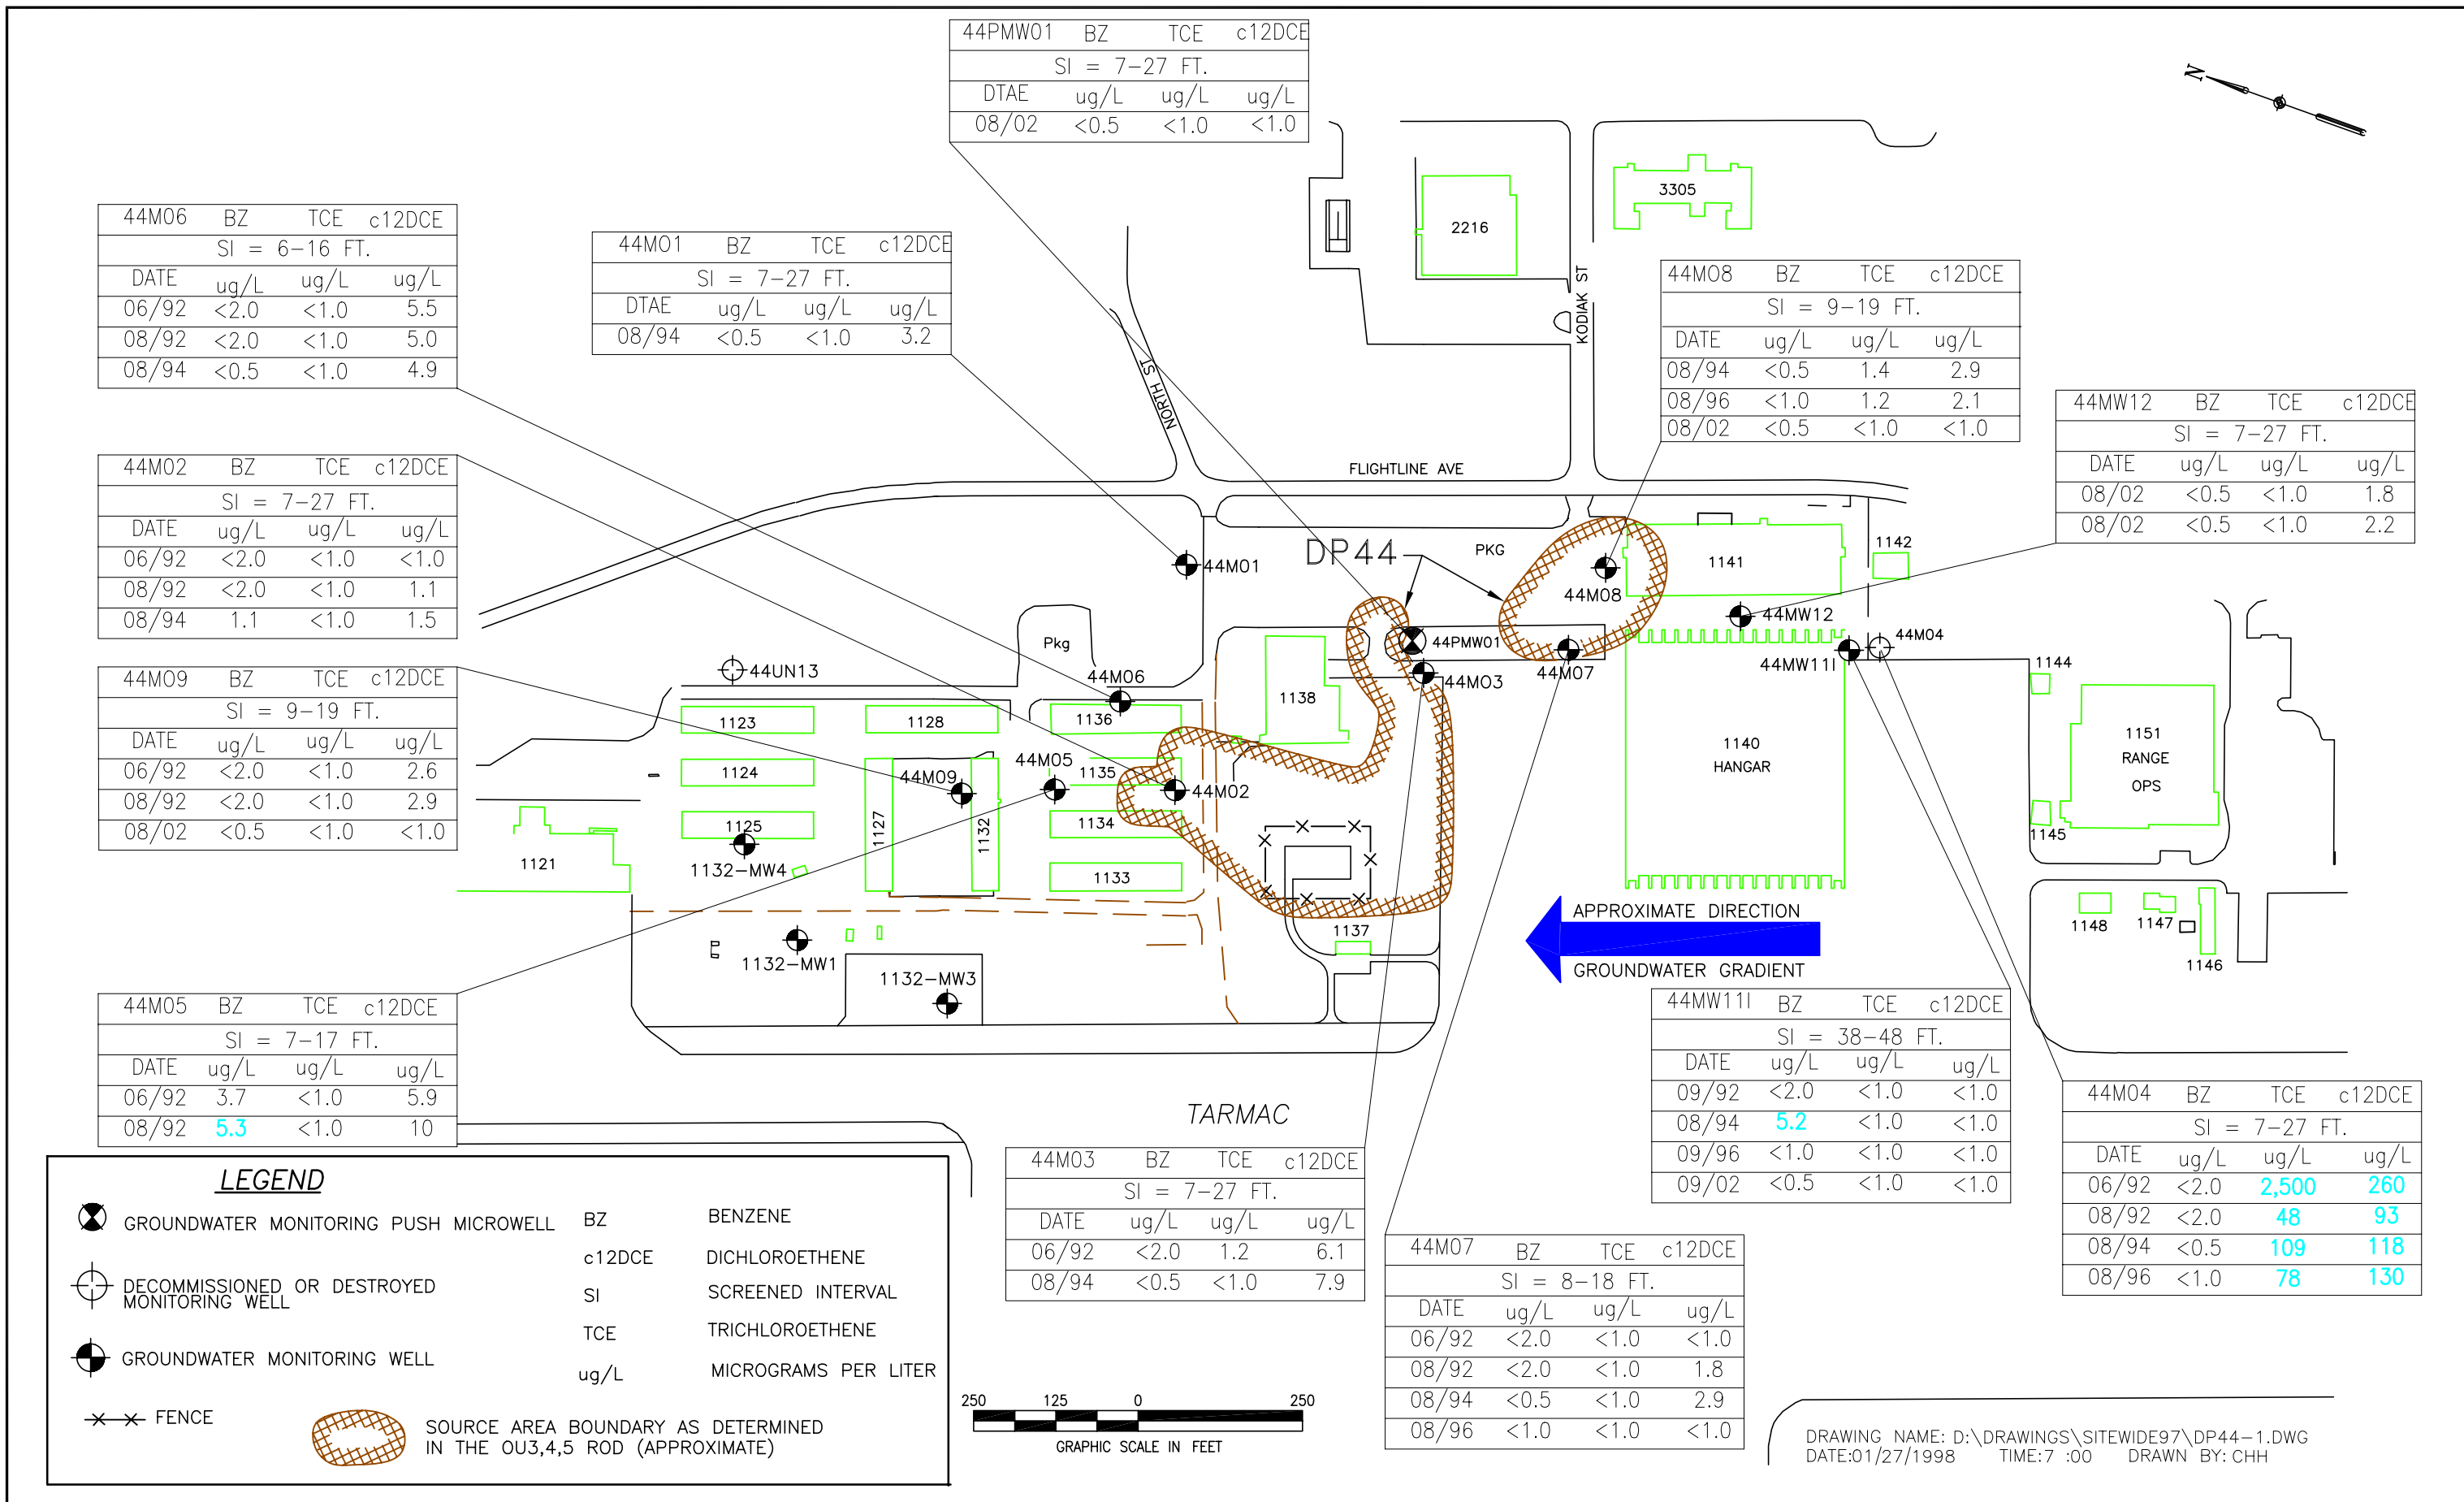 44PMW01 BZ TCE c12DCE
SI = 7-27 FT.
DTAE ug/L ug/L ug/L
08/02 <0.5 <1.0 <1.0
N
44M06 BZ TCE c12DCE
SI = 6-16 FT.
DATE ug/L ug/L ug/L
06/92 <2.0 <1.0 5.5
08/92 <2.0 <1.0 5.0
08/94 <0.5 <1.0 4.9
44M01 BZ TCE c12DCE
SI = 7-27 FT.
DTAE ug/L ug/L ug/L
08/94 <0.5 <1.0 3.2
44M08 BZ TCE c12DCE
SI = 9-19 FT.
DATE ug/L ug/L ug/L
08/94 <0.5 1.4 2.9
08/96 <1.0 1.2 2.1
08/02 <0.5 <1.0 <1.0
44MW12 BZ TCE c12DCE
SI = 7-27 FT.
DATE ug/L ug/L ug/L
08/02 <0.5 <1.0 1.8
08/02 <0.5 <1.0 2.2
44M02 BZ TCE c12DCE
SI = 7-27 FT.
DATE ug/L ug/L ug/L
06/92 <2.0 <1.0 <1.0
08/92 <2.0 <1.0 1.1
08/94 1.1 <1.0 1.5
44M09 BZ TCE c12DCE
SI = 9-19 FT.
DATE ug/L ug/L ug/L
06/92 <2.0 <1.0 2.6
08/92 <2.0 <1.0 2.9
08/02 <0.5 <1.0 <1.0
44M05 BZ TCE c12DCE
SI = 7-17 FT.
DATE ug/L ug/L ug/L
06/92 3.7 <1.0 5.9
08/92 5.3 <1.0 10
3305
2216
KODIAK ST
NORTH ST
FLIGHTLINE AVE
DP44
PKG
1141
1142
44M01
44M08
44MW12
44M04
44MW11I
44PMW01
44M07
44M03
Pkg
44UN13
44M06
1138
1123
1128
1136
1124
44M09
44M05
1135
44M02
1125
1127
1132
1134
1133
1121
1132-MW4
1132-MW1
1132-MW3
1137
1140
HANGAR
1144
1151
RANGE
OPS
1145
1148
1147
1146
APPROXIMATE DIRECTION
GROUNDWATER GRADIENT
TARMAC
44MW11I BZ TCE c12DCE
SI = 38-48 FT.
DATE ug/L ug/L ug/L
09/92 <2.0 <1.0 <1.0
08/94 5.2 <1.0 <1.0
09/96 <1.0 <1.0 <1.0
09/02 <0.5 <1.0 <1.0
44M04 BZ TCE c12DCE
SI = 7-27 FT.
DATE ug/L ug/L ug/L
06/92 <2.0 2,500 260
08/92 <2.0 48 93
08/94 <0.5 109 118
08/96 <1.0 78 130
44M03 BZ TCE c12DCE
SI = 7-27 FT.
DATE ug/L ug/L ug/L
06/92 <2.0 1.2 6.1
08/94 <0.5 <1.0 7.9
44M07 BZ TCE c12DCE
SI = 8-18 FT.
DATE ug/L ug/L ug/L
06/92 <2.0 <1.0 <1.0
08/92 <2.0 <1.0 1.8
08/94 <0.5 <1.0 2.9
08/96 <1.0 <1.0 <1.0
LEGEND
GROUNDWATER MONITORING PUSH MICROWELL
DECOMMISSIONED OR DESTROYED
MONITORING WELL
GROUNDWATER MONITORING WELL
FENCE
BZ BENZENE
c12DCE DICHLOROETHENE
SI SCREENED INTERVAL
TCE TRICHLOROETHENE
ug/L MICROGRAMS PER LITER
SOURCE AREA BOUNDARY AS DETERMINED
IN THE OU3,4,5 ROD (APPROXIMATE)
250 125 0 250
GRAPHIC SCALE IN FEET
DRAWING NAME: D:\DRAWINGS\SITEWIDE97\DP44-1.DWG
DATE:01/27/1998 TIME:7 :00 DRAWN BY: CHH